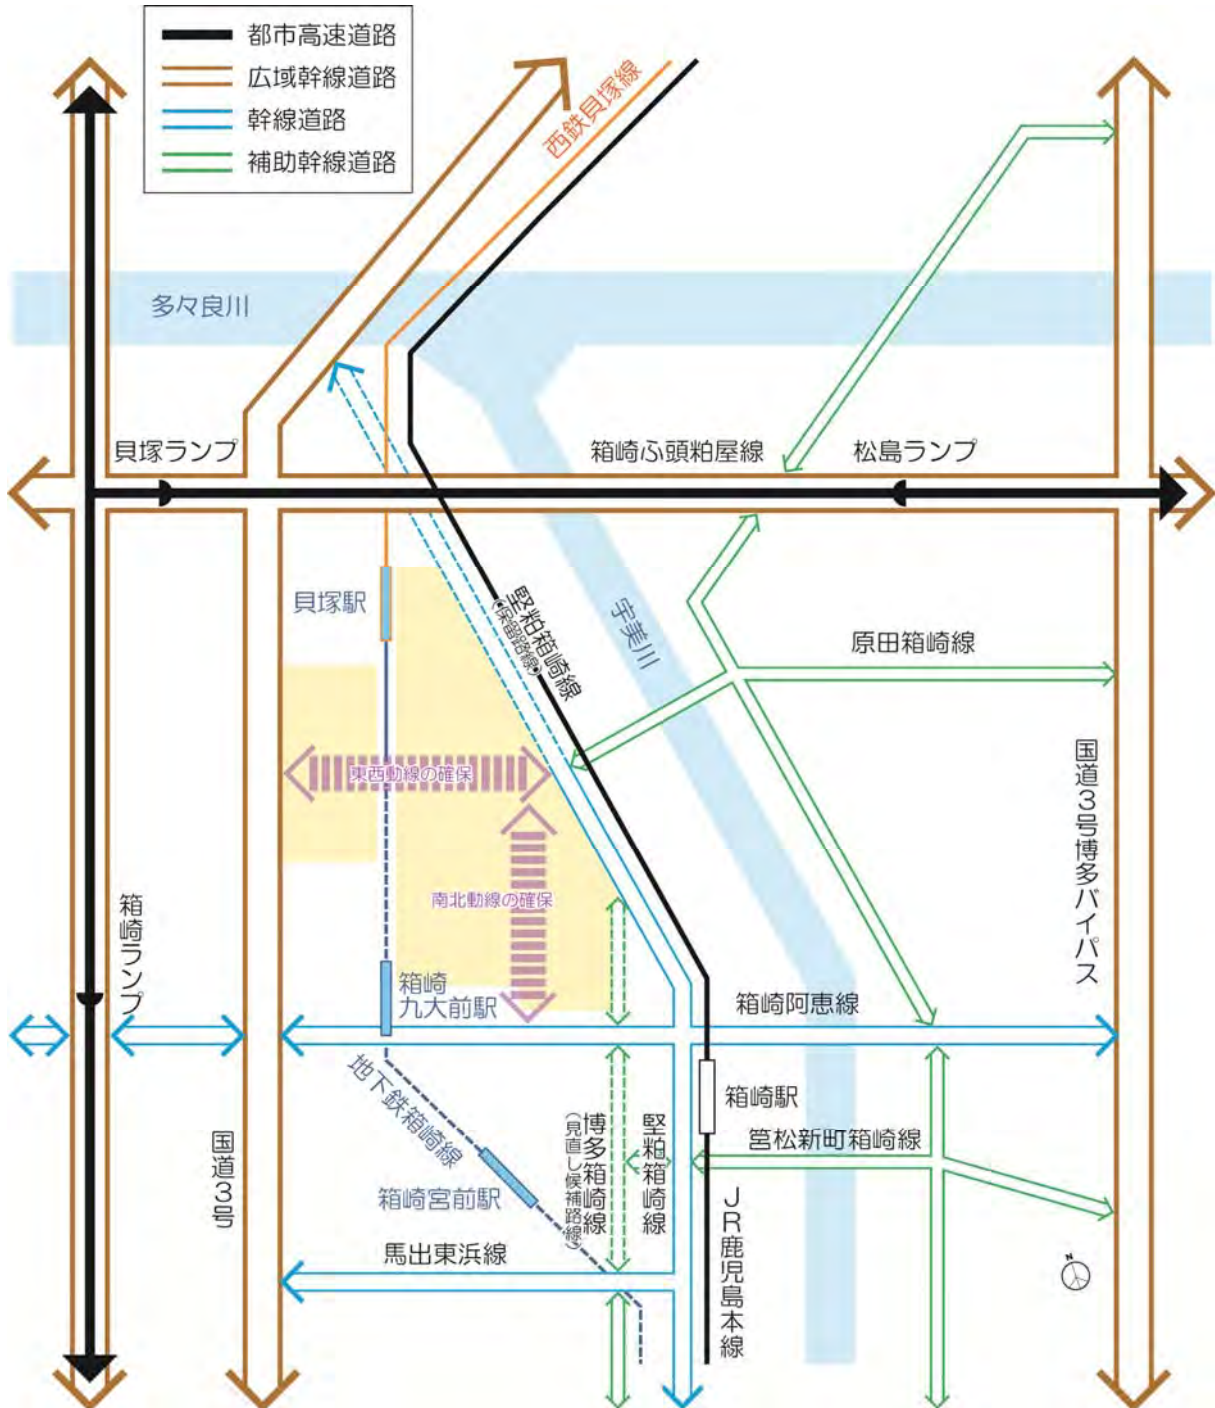 都市高速道路
広域幹線道路
幹線道路
補助幹線道路
西鉄貝塚線
多々良川
貝塚ランプ
箱崎ふ頭粕屋線
松島ランプ
貝塚駅
堅粕箱崎線
(保留路線)
宇美川
原田箱崎線
東西動線の確保
国道3号博多バイパス
南北動線の確保
箱崎ランプ
箱崎
九大前駅
箱崎阿恵線
地下鉄箱崎線
箱崎駅
国道3号
博多箱崎線
(見直し候補路線)
堅粕箱崎線
筥松新町箱崎線
箱崎宮前駅
JR鹿児島本線
馬出東浜線
N